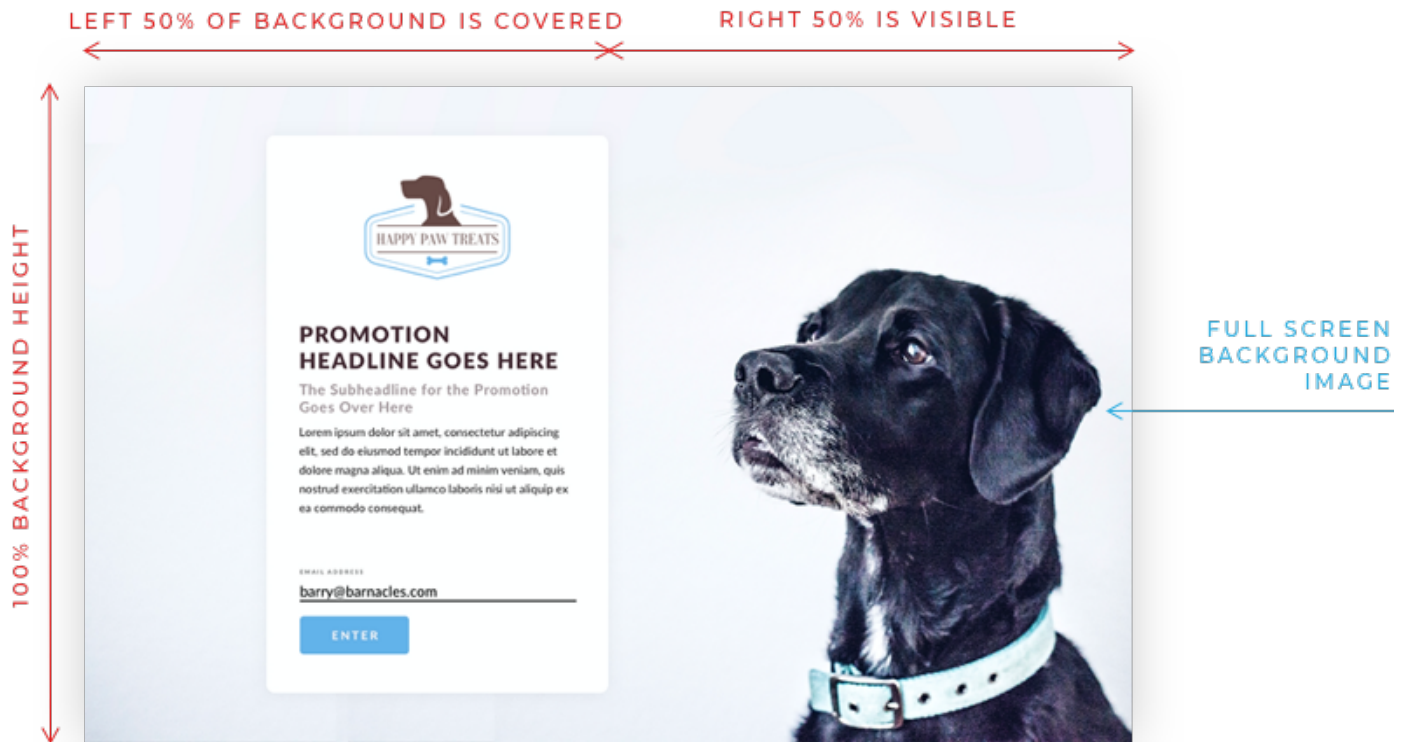 LEFT 50% OF BACKGROUND IS COVERED
RIGHT 50% IS VISIBLE
100% BACKGROUND HEIGHT
HAPPY PAW TREATS
PROMOTION
HEADLINE GOES HERE
The Subheadline for the Promotion
Goes Over Here
Lorem ipsum dolor sit amet, consectetur adipiscing
elit, sed do eiusmod tempor incididunt ut labore et
dolore magna aliqua. Ut enim ad minim veniam, quis
nostrud exercitation ullamco laboris nisi ut aliquip ex
ea commodo consequat.
EMAIL ADDRESS
barry@barnacles.com
ENTER
FULL SCREEN
BACKGROUND
IMAGE